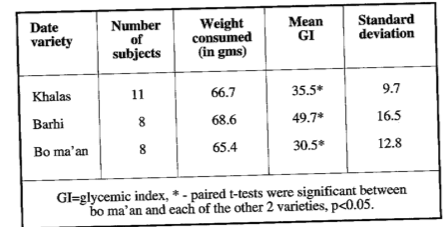 Date variety | Number of subjects | Weight consumed (in gms) | Mean GI | Standard deviation
Khalas | 11 | 66.7 | 35.5* | 9.7
Barhi | 8 | 68.6 | 49.7* | 16.5
Bo ma'an | 8 | 65.4 | 30.5* | 12.8
GI=glycemic index, * - paired t-tests were significant between
bo ma'an and each of the other 2 varieties, p<0.05.